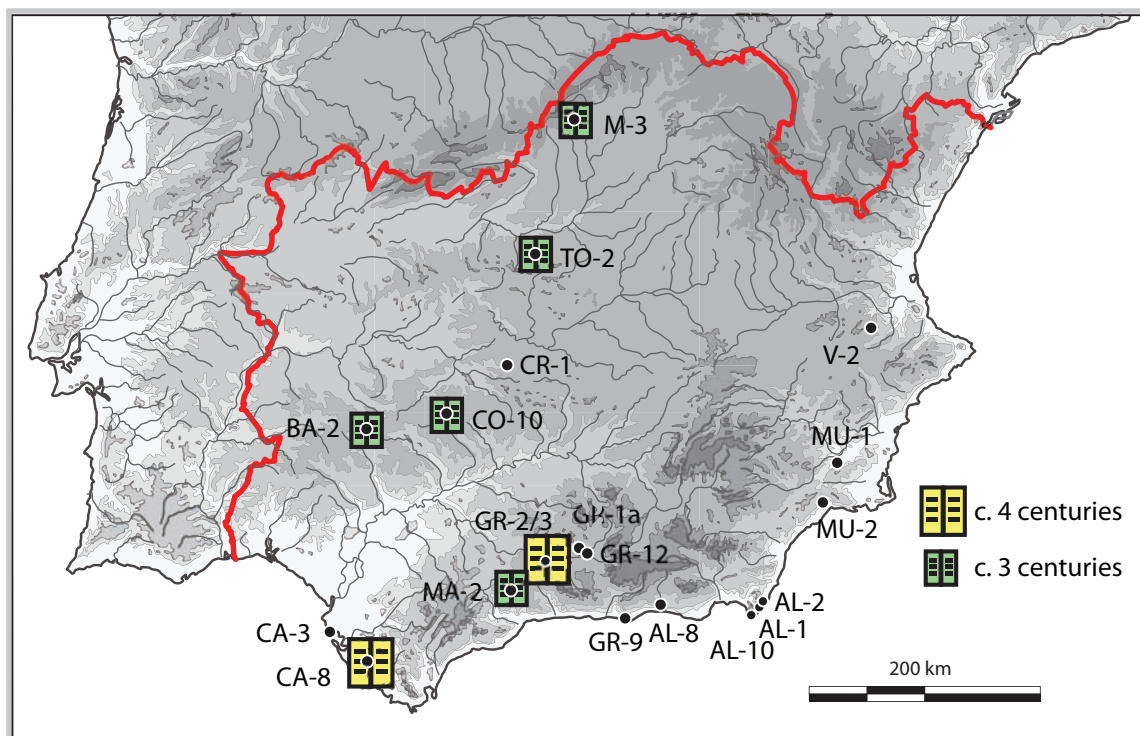 M-3
TO-2
V-2
CR-1
BA-2
CO-10
MU-1
MU-2
c. 4 centuries
c. 3 centuries
GR-2/3
GR-1a
GR-12
MA-2
CA-3
CA-8
GR-9
AL-8
AL-10
AL-1
AL-2
200 km